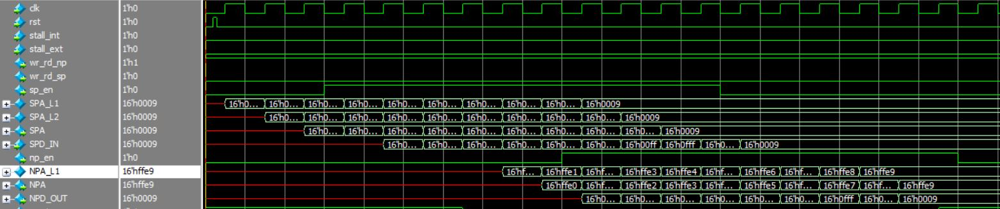 clk 1'h0
rst 1'h0
stall_int 1'h0
stall_ext 1'h0
wr_rd_np 1'h1
wr_rd_sp 1'h0
sp_en 1'h0
SPA_L1 16'h0009 16'h0... 16'h0... 16'h0... 16'h0... 16'h0... 16'h0... 16'h0... 16'h0... 16'h0... 16'h0009
SPA_L2 16'h0009 16'h0... 16'h0... 16'h0... 16'h0... 16'h0... 16'h0... 16'h0... 16'h0... 16'h0... 16'h0009
SPA 16'h0009 16'h0... 16'h0... 16'h0... 16'h0... 16'h0... 16'h0... 16'h0... 16'h0... 16'h0... 16'h0009
SPD_IN 16'h0009 16'h0... 16'h0... 16'h0... 16'h0... 16'h0... 16'h0... 16'h00ff 16'h0fff 16'h0... 16'h0009
np_en 1'h0
NPA_L1 16'hffe9 16'hf... 16'hffe1 16'hf... 16'hffe3 16'hffe4 16'hf... 16'hffe6 16'hf... 16'hffe8 16'hffe9
NPA 16'hffe9 16'hffe0 16'hf... 16'hffe2 16'hffe3 16'hf... 16'hffe5 16'hf... 16'hffe7 16'hf... 16'hffe9
NPD_OUT 16'h0009 16'h0... 16'h0... 16'h0... 16'h0... 16'h0... 16'h0... 16'h0fff 16'h0... 16'h0009